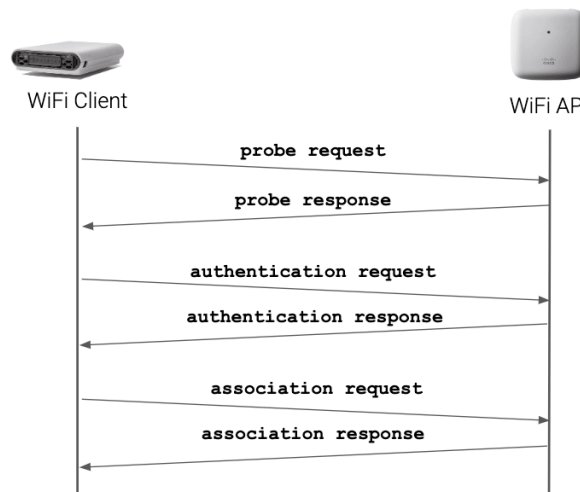 WiFi Client
WiFi AP
probe request
probe response
authentication request
authentication response
association request
association response